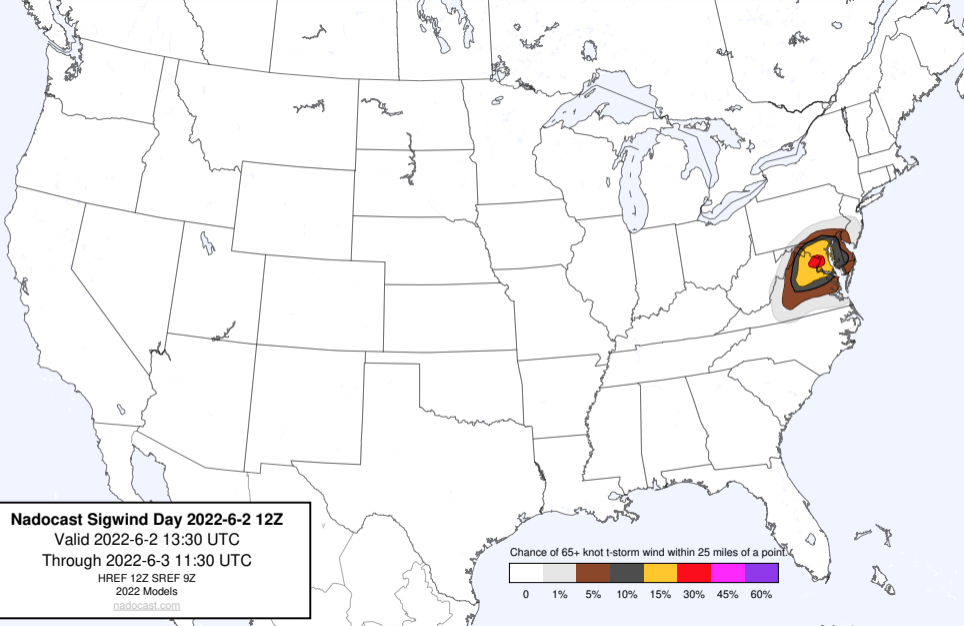 Nadocast Sigwind Day 2022-6-2 12Z
Valid 2022-6-2 13:30 UTC
Through 2022-6-3 11:30 UTC
HREF 12Z SREF 9Z
2022 Models
nadocast.com
Chance of 65+ knot t-storm wind within 25 miles of a point.
0 1% 5% 10% 15% 30% 45% 60%